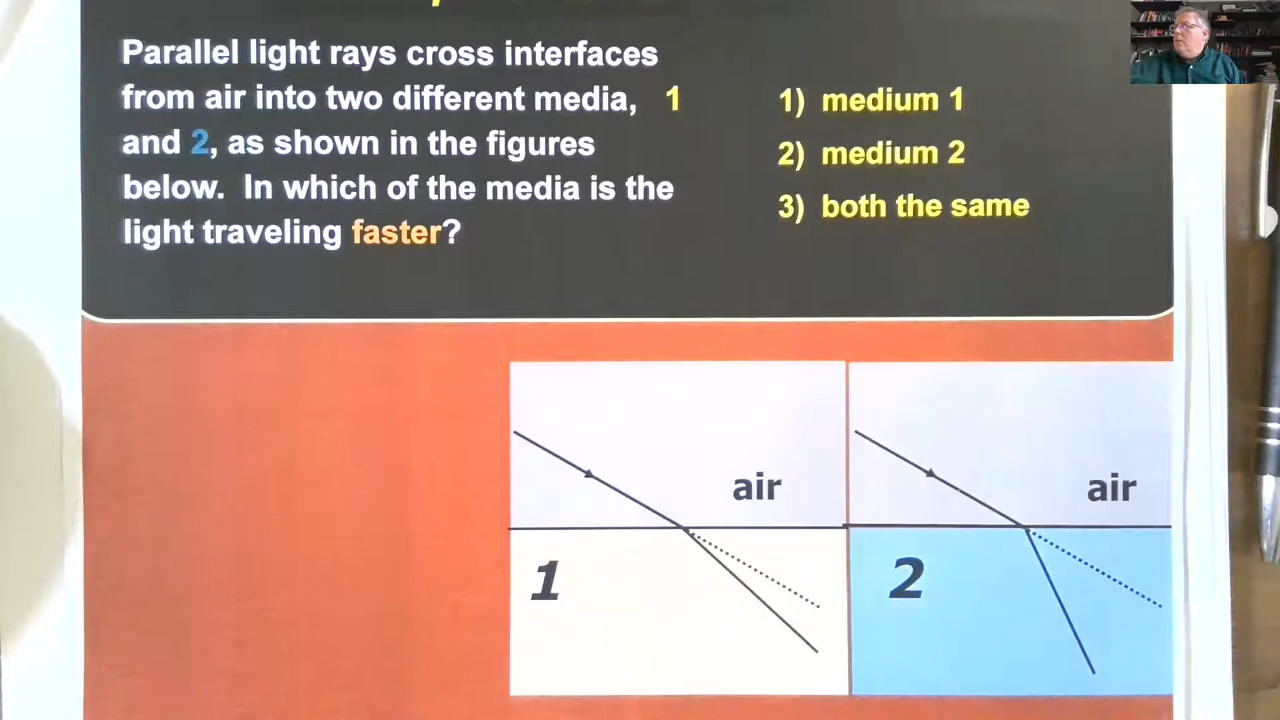 Parallel light rays cross interfaces
from air into two different media, 1
and 2, as shown in the figures
below. In which of the media is the
light traveling faster?
1) medium 1
2) medium 2
3) both the same
air
air
1
2